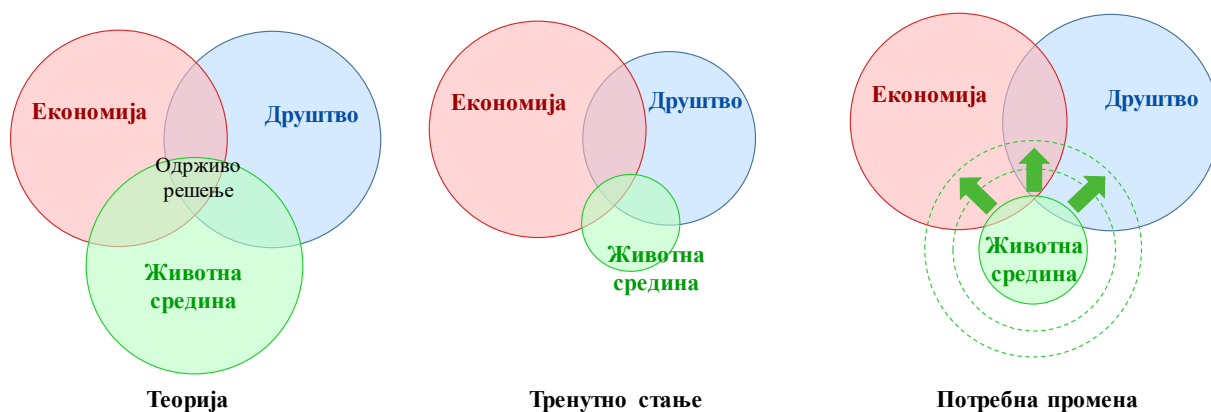 Економија
Друштво
Одрживо
решење
Животна
средина
Теорија
Економија
Друштво
Животна
средина
Тренутно стање
Економија
Друштво
Животна
средина
Потребна промена